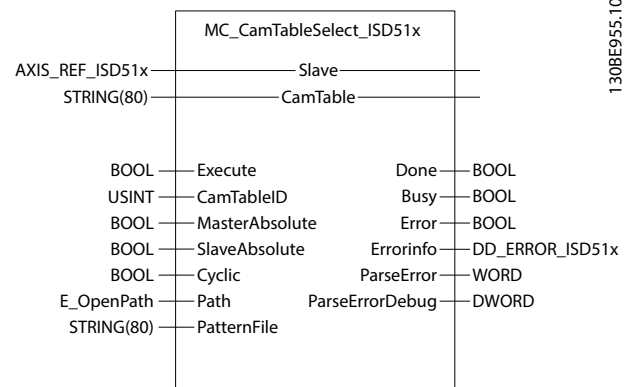 MC_CamTableSelect_ISD51x
AXIS_REF_ISD51x Slave
STRING(80) CamTable
BOOL Execute Done BOOL
USINT CamTableID Busy BOOL
BOOL MasterAbsolute Error BOOL
BOOL SlaveAbsolute Errorinfo DD_ERROR_ISD51x
BOOL Cyclic ParseError WORD
E_OpenPath Path ParseErrorDebug DWORD
STRING(80) PatternFile
130BE955.10